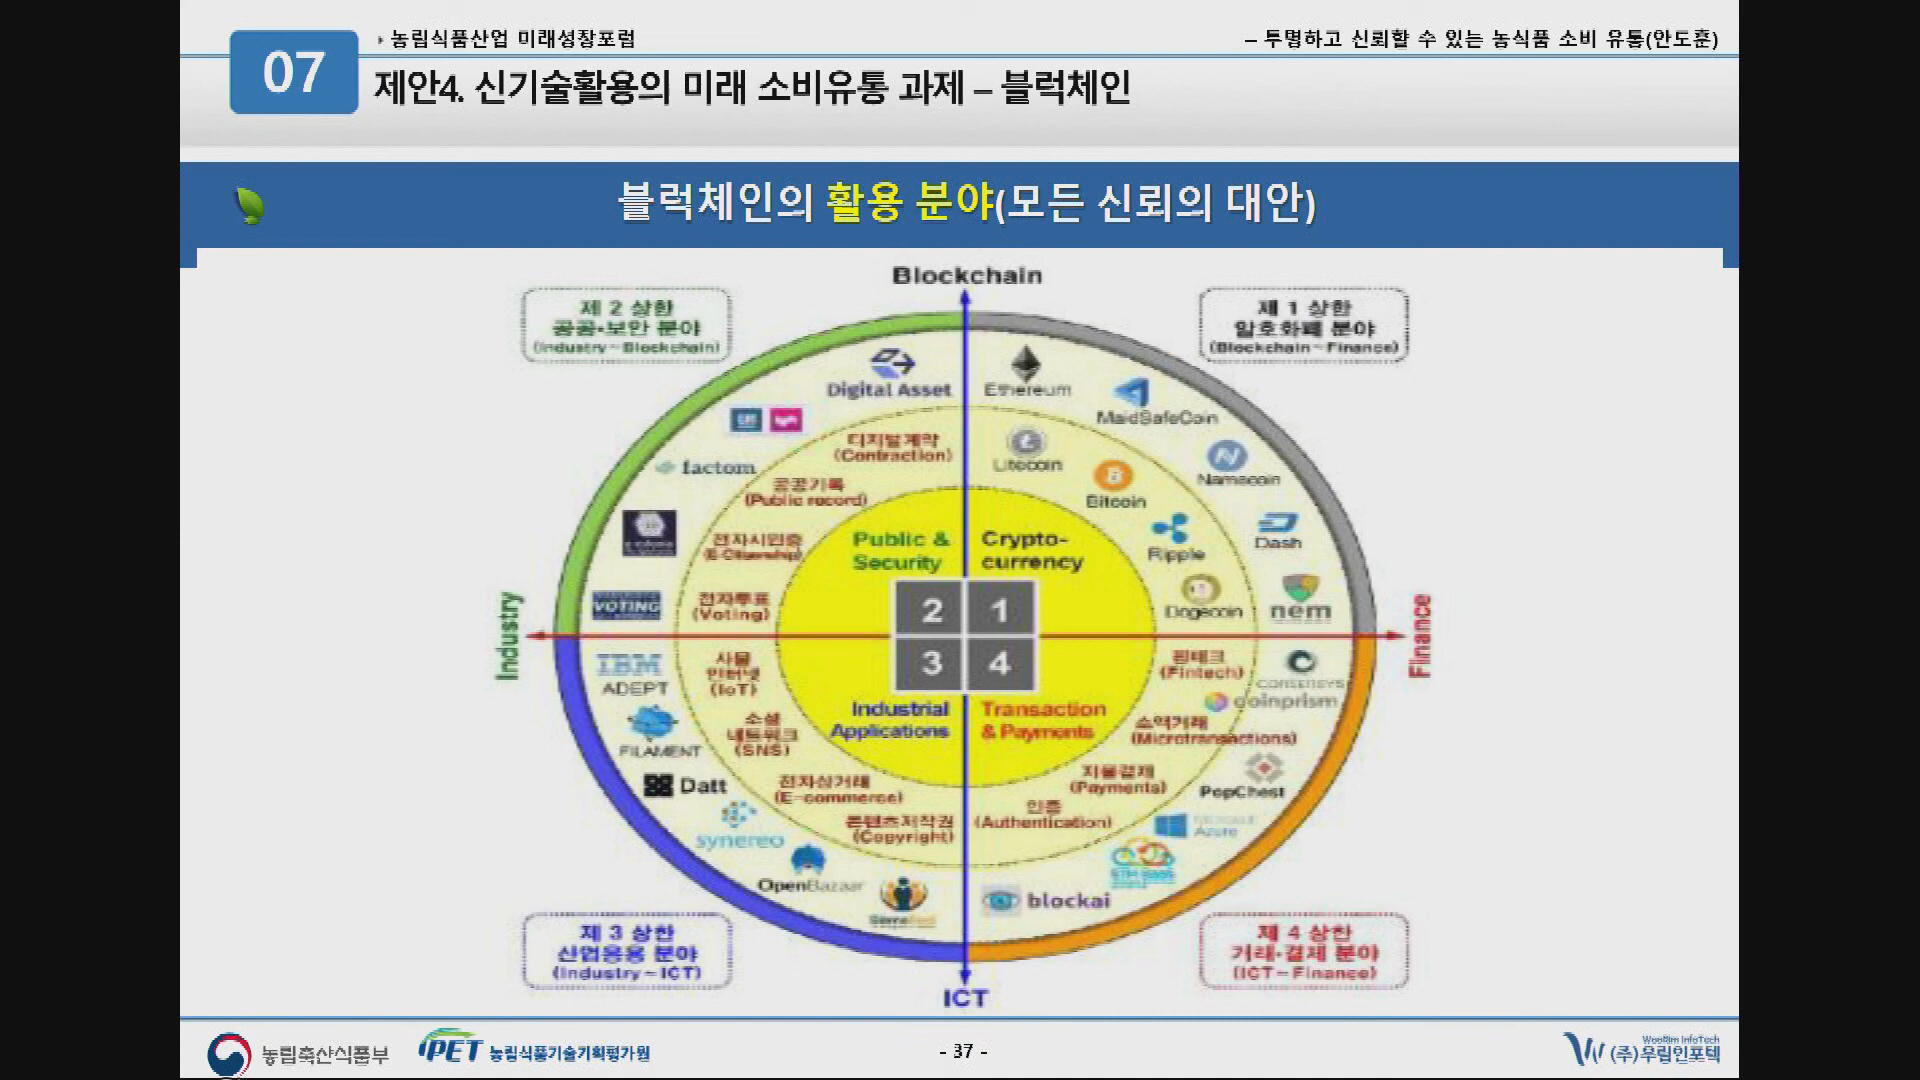 07
농림식품산업 미래성장포럼
– 투명하고 신뢰할 수 있는 농식품 소비 유통(안도훈)
제안4. 신기술활용의 미래 소비유통 과제 – 블럭체인
블럭체인의 활용 분야(모든 신뢰의 대안)
Blockchain
제 2 상한
공공·보안 분야
(Industry – Blockchain)
제 1 상한
암호화폐 분야
(Blockchain – Finance)
Digital Asset
Ethereum
MaidSafeCoin
디지털계약
(Contraction)
Litecoin
factom
Namecoin
공공기록
(Public record)
Bitcoin
전자시민증
(E-Citizenship)
Public &
Security
Crypto-
currency
Ripple
Dash
VOTING
전자투표
(Voting)
2
1
Dogecoin
nem
Industry
Finance
IBM
ADEPT
사물
인터넷
(IoT)
3
4
핀테크
(Fintech)
CONSENSYS
coinprism
FILAMENT
소셜
네트워크
(SNS)
Industrial
Applications
Transaction
& Payments
소액거래
(Microtransactions)
Datt
전자상거래
(E-commerce)
지불결제
(Payments)
PopChest
synereo
콘텐츠저작권
(Copyright)
인증
(Authentication)
Azure
OpenBazaar
blockai
제 3 상한
산업응용 분야
(Industry – ICT)
제 4 상한
거래·결제 분야
(ICT – Finance)
ICT
농림축산식품부
iPET 농림식품기술기획평가원
- 37 -
WooRim InfoTech
(주)우림인포텍